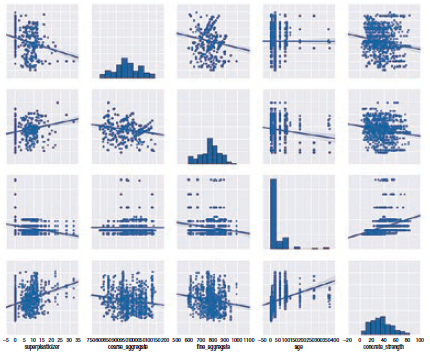 -5 0 5 10 15 20 25 30 35
500 600 700 800 900 1000 1100
-20 0 20 40 60 80 100
superplasticizer
coarse_aggregate
fine_aggregate
age
concrete_strength